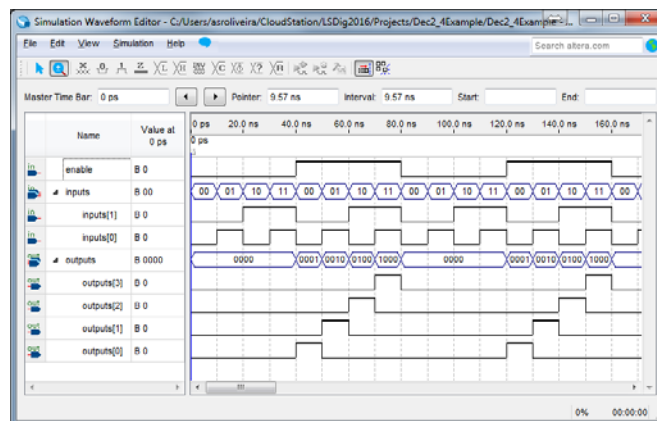 Simulation Waveform Editor - C:/Users/asroliveira/CloudStation/LSDig2016/Projects/Dec2_4Example/Dec2_4Example -
File Edit View Simulation Help Search altera.com
Master Time Bar: 0 ps Pointer: 9.57 ns Interval: 9.57 ns Start: End:
Name Value at 0 ps 0 ps 20.0 ns 40.0 ns 60.0 ns 80.0 ns 100.0 ns 120.0 ns 140.0 ns 160.0 ns
0 ps
enable B 0
inputs B 00 00 01 10 11 00 01 10 11 00 01 10 11 00 01 10 11 00
inputs[1] B 0
inputs[0] B 0
outputs B 0000 0000 0001 0010 0100 1000 0000 0001 0010 0100 1000
outputs[3] B 0
outputs[2] B 0
outputs[1] B 0
outputs[0] B 0
0% 00:00:00